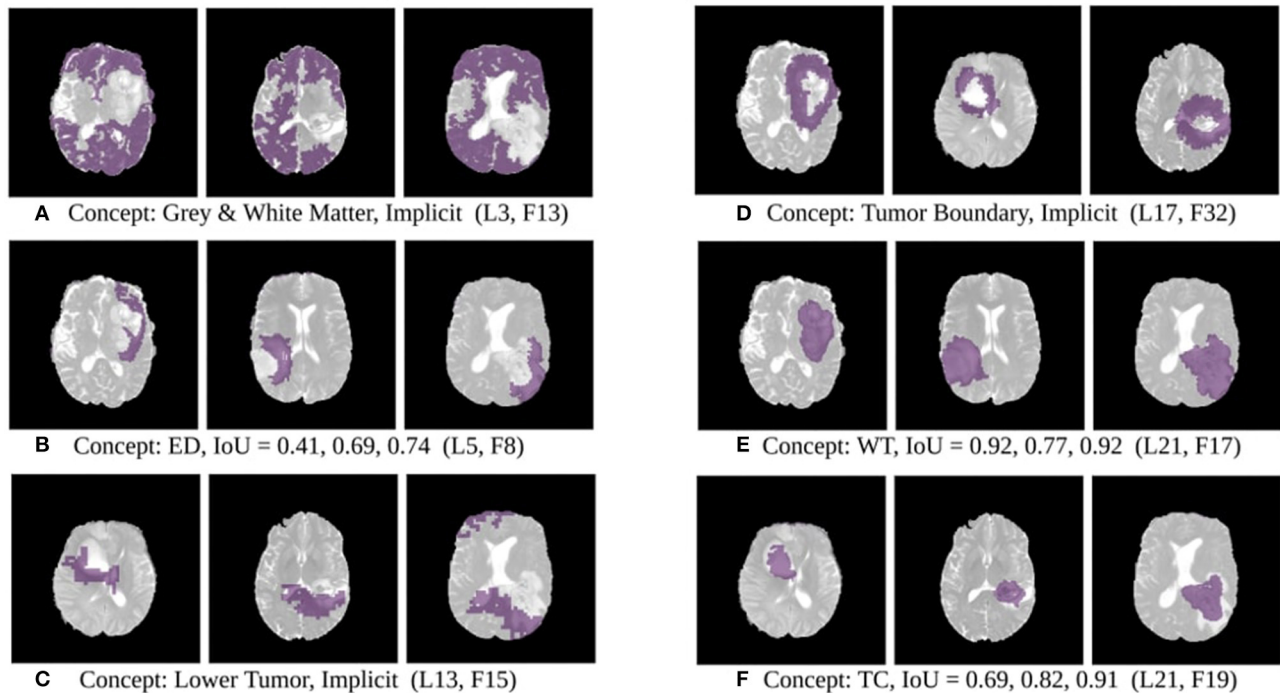 A Concept: Grey & White Matter, Implicit (L3, F13)
D Concept: Tumor Boundary, Implicit (L17, F32)
B Concept: ED, IoU = 0.41, 0.69, 0.74 (L5, F8)
E Concept: WT, IoU = 0.92, 0.77, 0.92 (L21, F17)
C Concept: Lower Tumor, Implicit (L13, F15)
F Concept: TC, IoU = 0.69, 0.82, 0.91 (L21, F19)